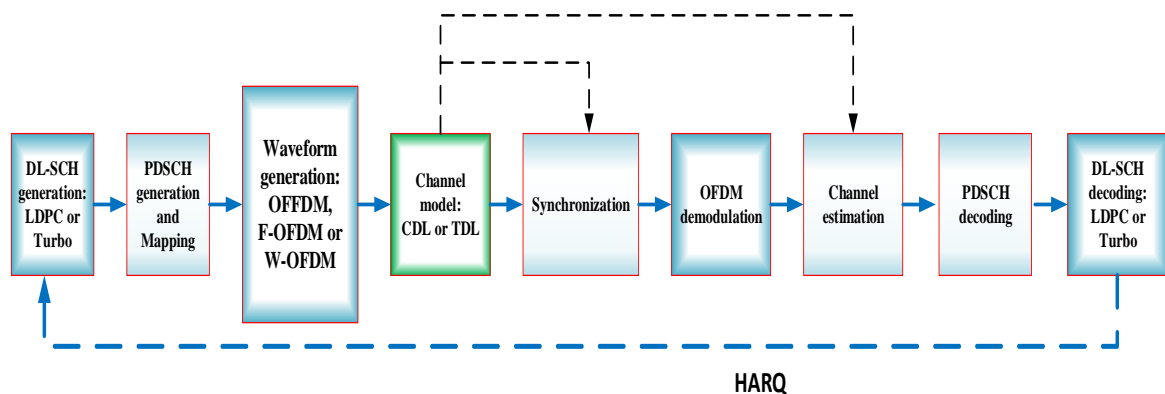 DL-SCH
generation:
LDPC or
Turbo
PDSCH
generation
and
Mapping
Waveform
generation:
OFFDM,
F-OFDM or
W-OFDM
Channel
model:
CDL or TDL
Synchronization
OFDM
demodulation
Channel
estimation
PDSCH
decoding
DL-SCH
decoding:
LDPC or
Turbo
HARQ